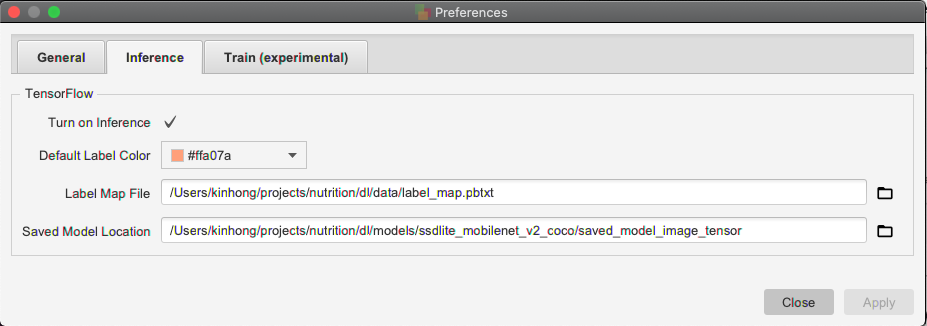 Preferences
General Inference Train (experimental)
TensorFlow
Turn on Inference
Default Label Color #ffa07a
Label Map File /Users/kinhong/projects/nutrition/dl/data/label_map.pbtxt
Saved Model Location /Users/kinhong/projects/nutrition/dl/models/ssdlite_mobilenet_v2_coco/saved_model_image_tensor
Close Apply